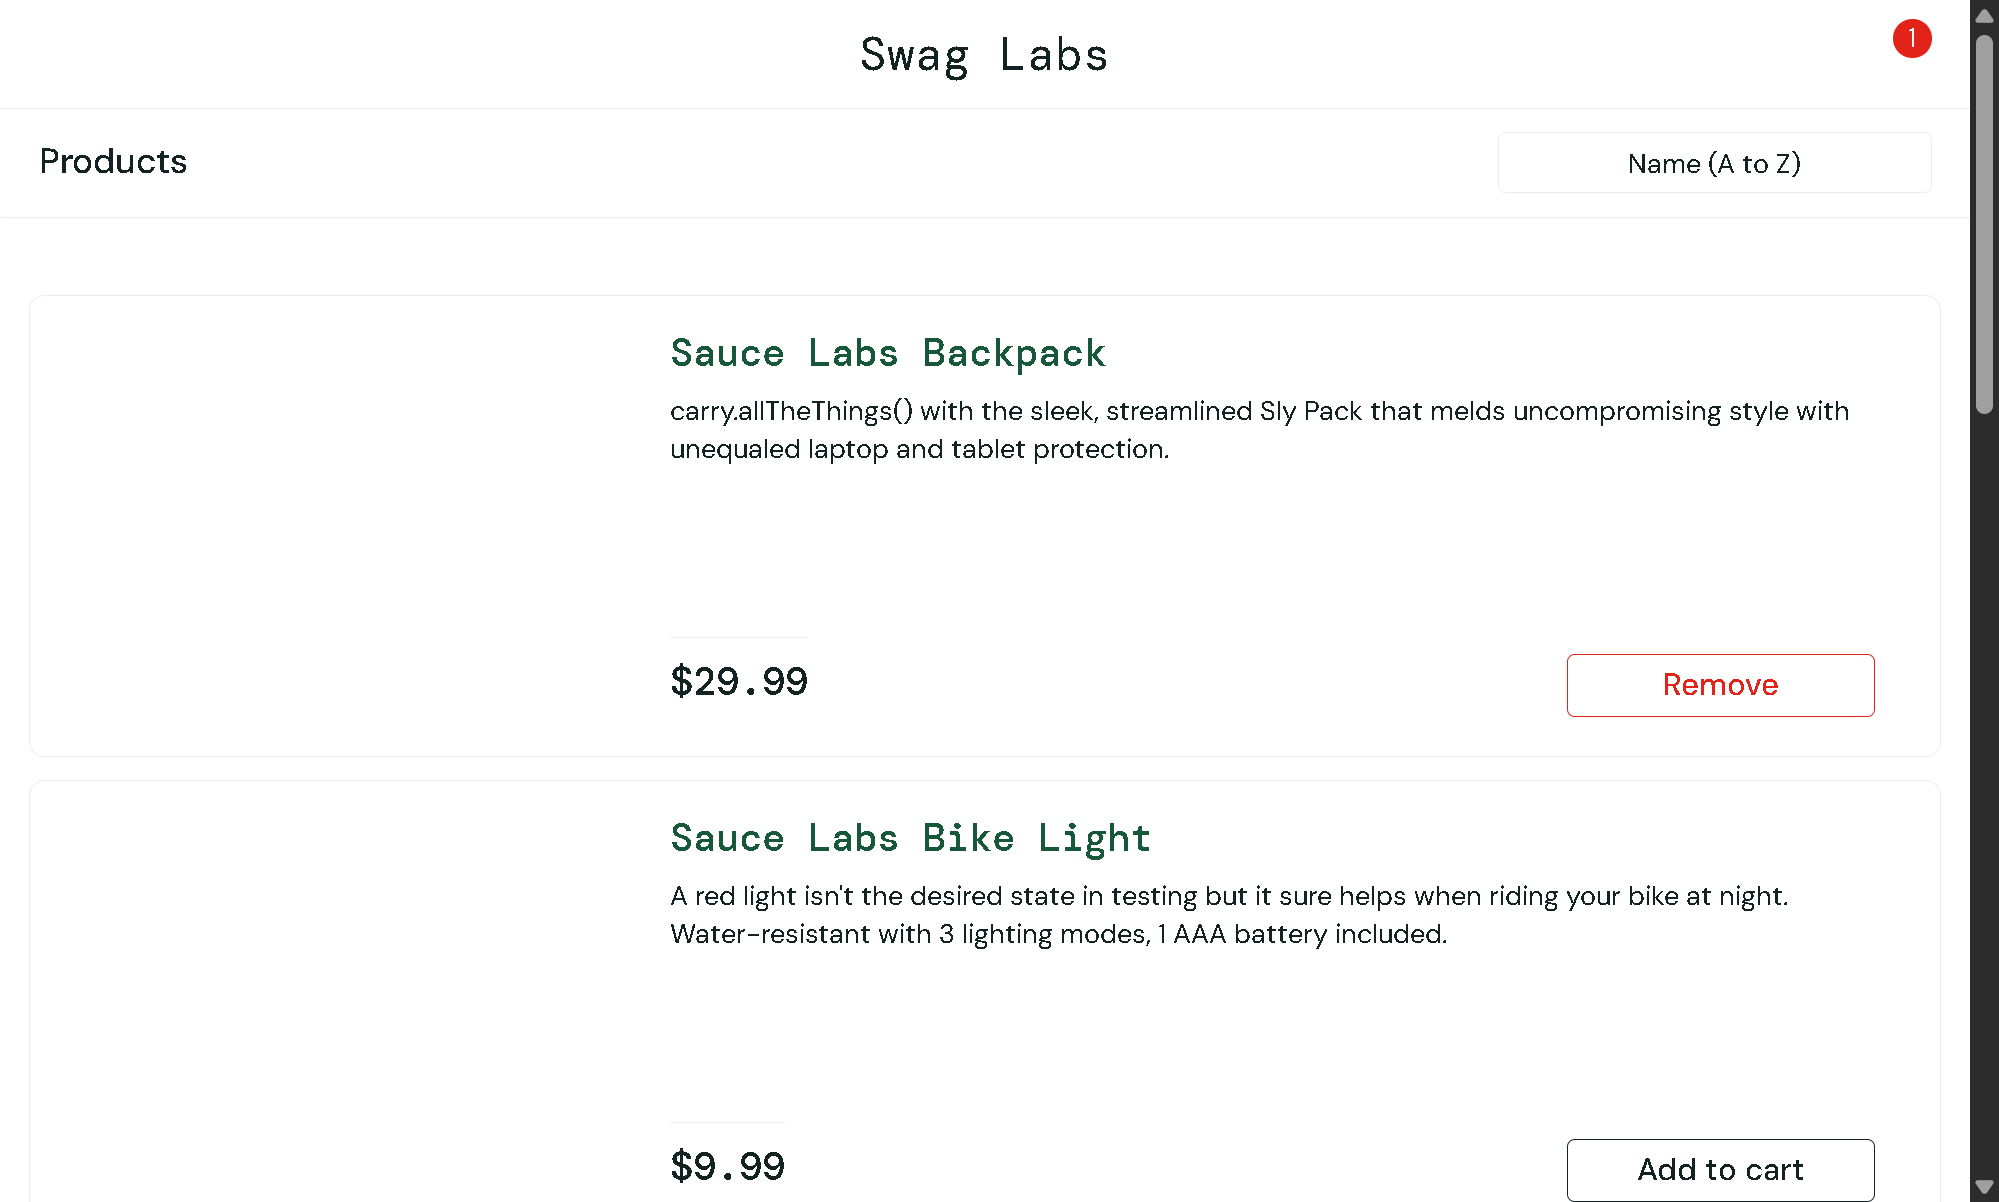 Swag Labs
1
Products
Name (A to Z)
Sauce Labs Backpack
carry.allTheThings() with the sleek, streamlined Sly Pack that melds uncompromising style with
unequaled laptop and tablet protection.
$29.99
Remove
Sauce Labs Bike Light
A red light isn't the desired state in testing but it sure helps when riding your bike at night.
Water-resistant with 3 lighting modes, 1 AAA battery included.
$9.99
Add to cart